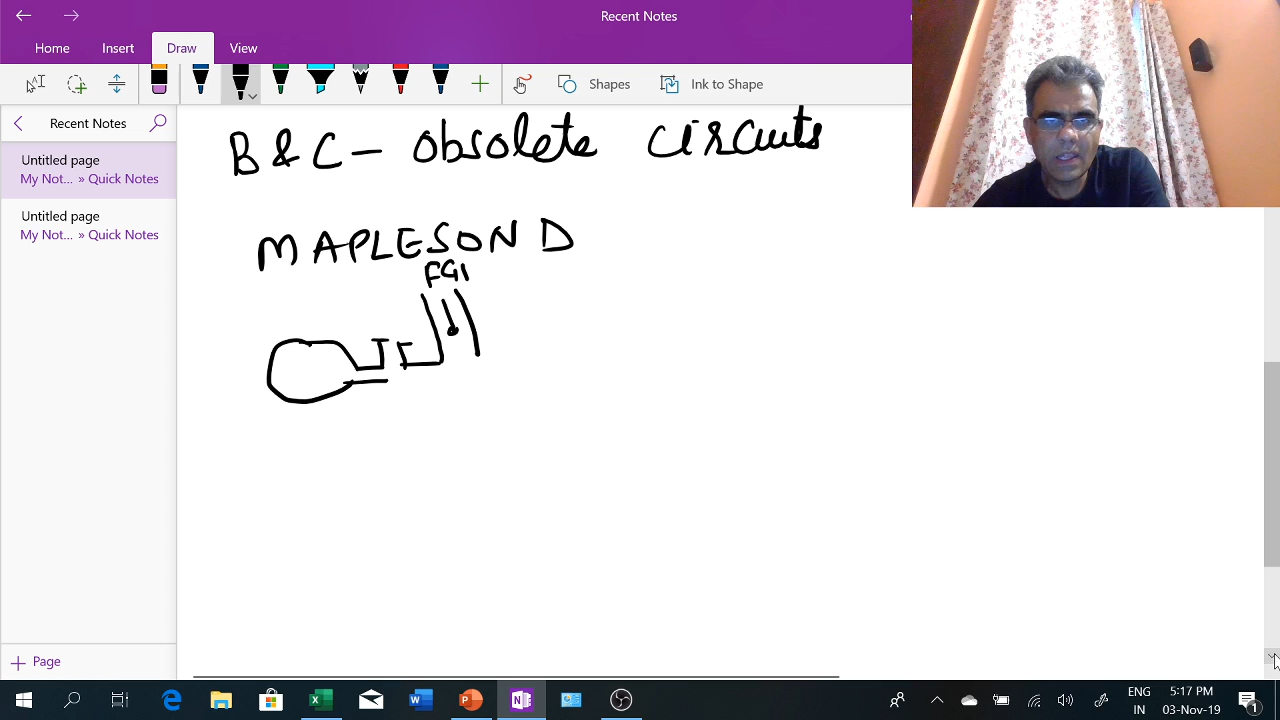 Recent Notes
Home Insert Draw View
Shapes
Ink to Shape
Recent Notes
Untitled page
My Not... » Quick Notes
Untitled page
My Not... » Quick Notes
B & C - obsolete circuits
MAPLESON D
FGI
Page
ENG
IN
5:17 PM
03-Nov-19
1